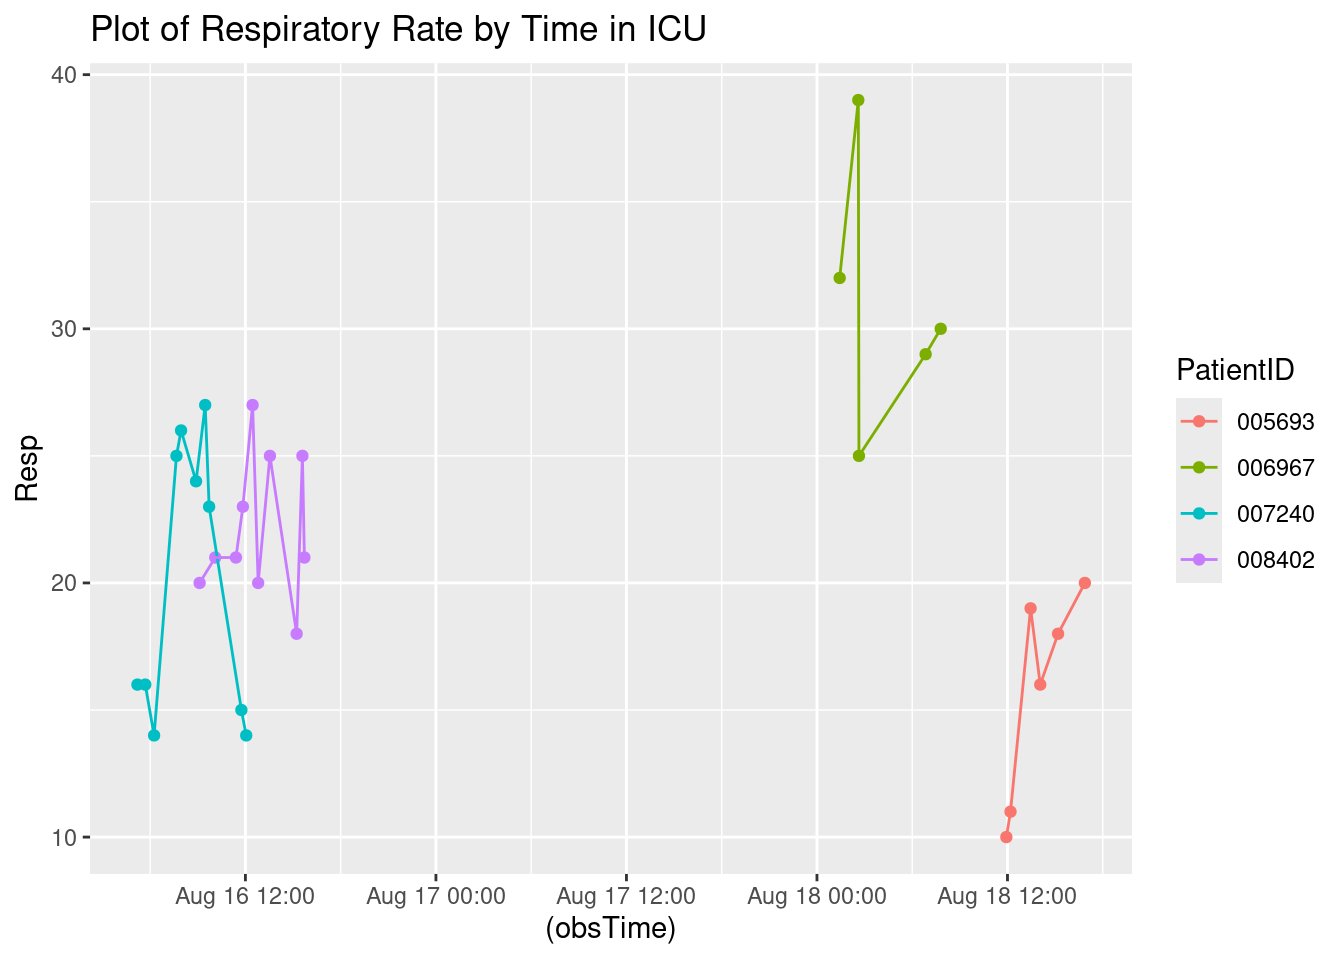 Plot of Respiratory Rate by Time in ICU
40
30
20
10
Resp
Aug 16 12:00
Aug 17 00:00
Aug 17 12:00
Aug 18 00:00
Aug 18 12:00
(obsTime)
PatientID
005693
006967
007240
008402